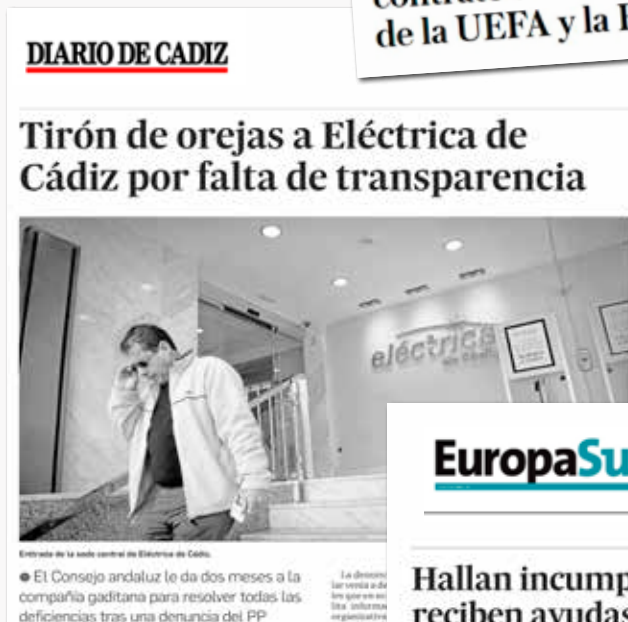 de la UEFA y la
DIARIO DE CADIZ
Tirón de orejas a Eléctrica de
Cádiz por falta de transparencia
eléctrica
Entrada de la sede central de Eléctrica de Cádiz.
● El Consejo andaluz le da dos meses a la
compañía gaditana para resolver todas las
deficiencias tras una denuncia del PP
EuropaSu
Hallan incump
reciben ayudas